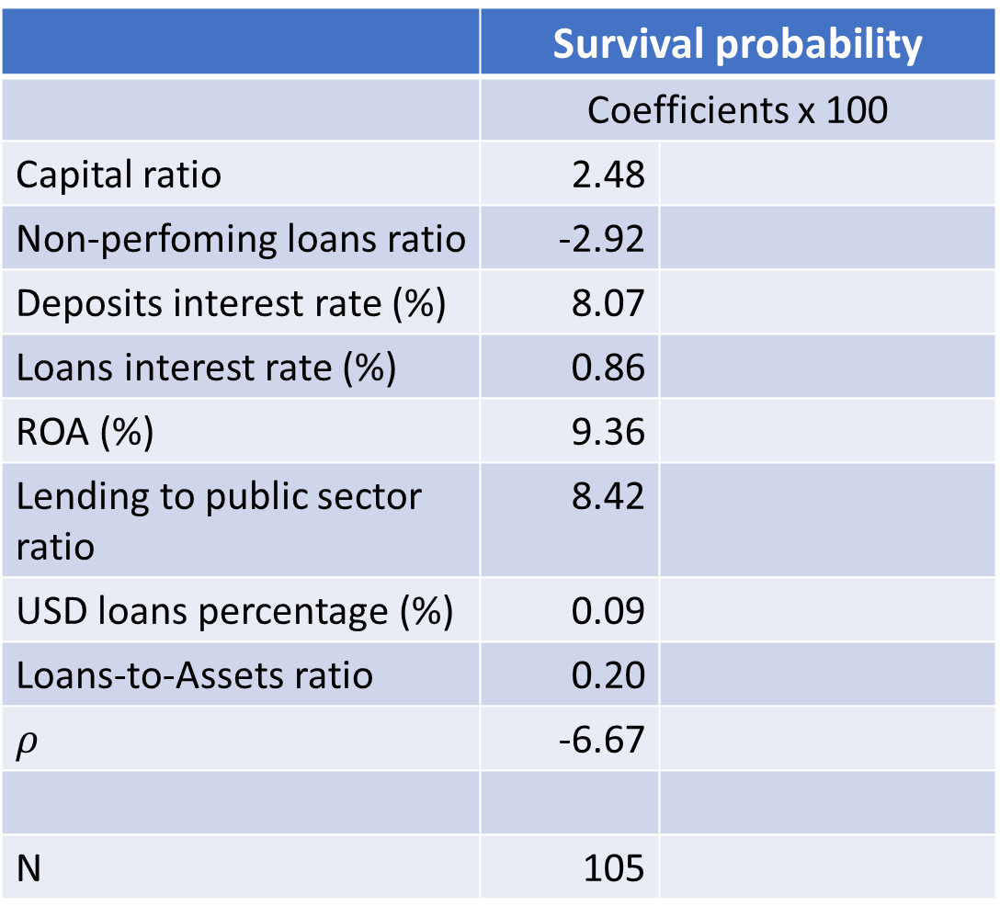 Survival probability
Coefficients x 100
Capital ratio 2.48
Non-perfoming loans ratio -2.92
Deposits interest rate (%) 8.07
Loans interest rate (%) 0.86
ROA (%) 9.36
Lending to public sector 8.42
ratio
USD loans percentage (%) 0.09
Loans-to-Assets ratio 0.20
ρ -6.67
N 105